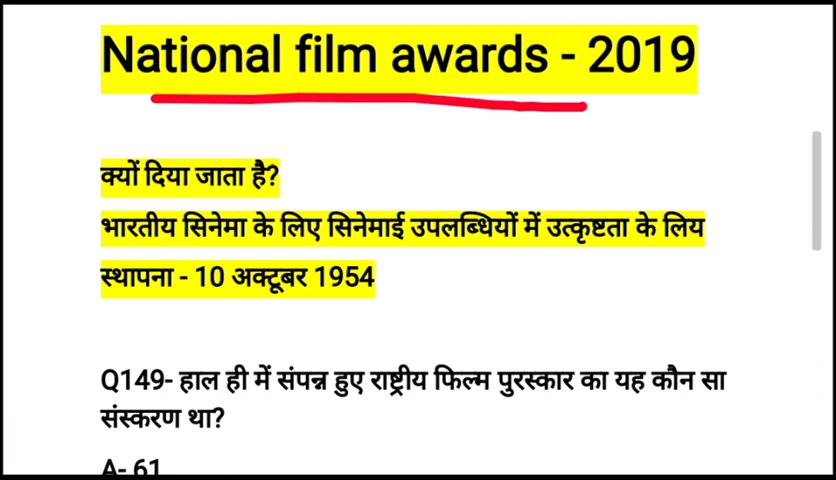 National film awards - 2019
क्यों दिया जाता है?
भारतीय सिनेमा के लिए सिनेमाई उपलब्धियों में उत्कृष्टता के लिय
स्थापना - 10 अक्टूबर 1954
Q149- हाल ही में संपन्न हुए राष्ट्रीय फिल्म पुरस्कार का यह कौन सा
संस्करण था?
A- 61